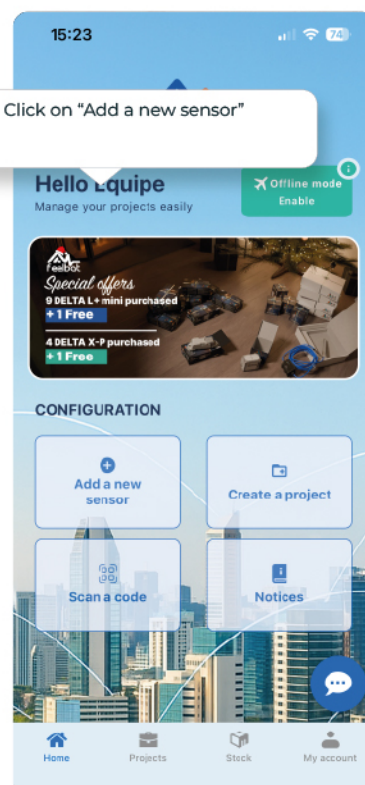 15:23
74
Click on “Add a new sensor”
Hello Equipe
Manage your projects easily
Offline mode
Enable
feelbat
Special offers
9 DELTA L+ mini purchased
+ 1 Free
4 DELTA X-P purchased
+ 1 Free
CONFIGURATION
Add a new
sensor
Create a project
Scan a code
Notices
Home
Projects
Stock
My account